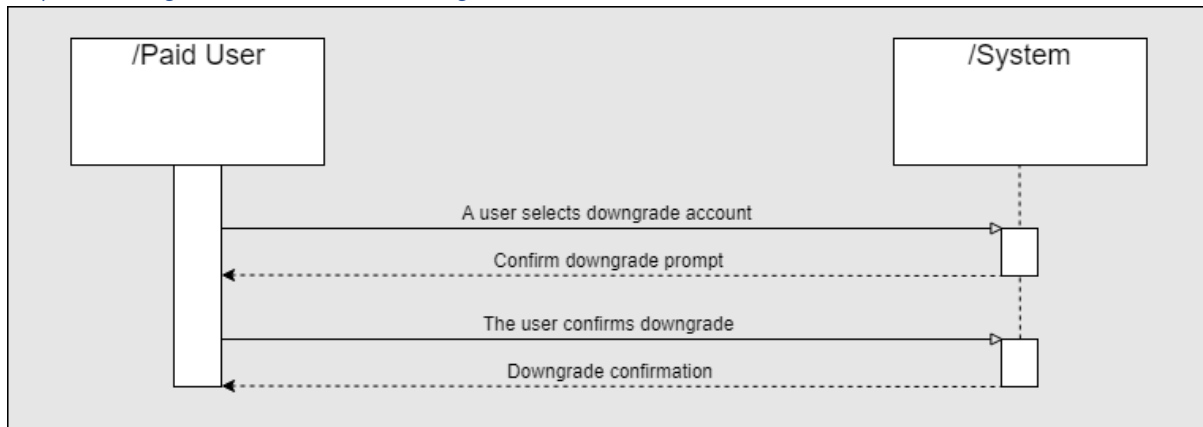 /Paid User
/System
A user selects downgrade account
Confirm downgrade prompt
The user confirms downgrade
Downgrade confirmation